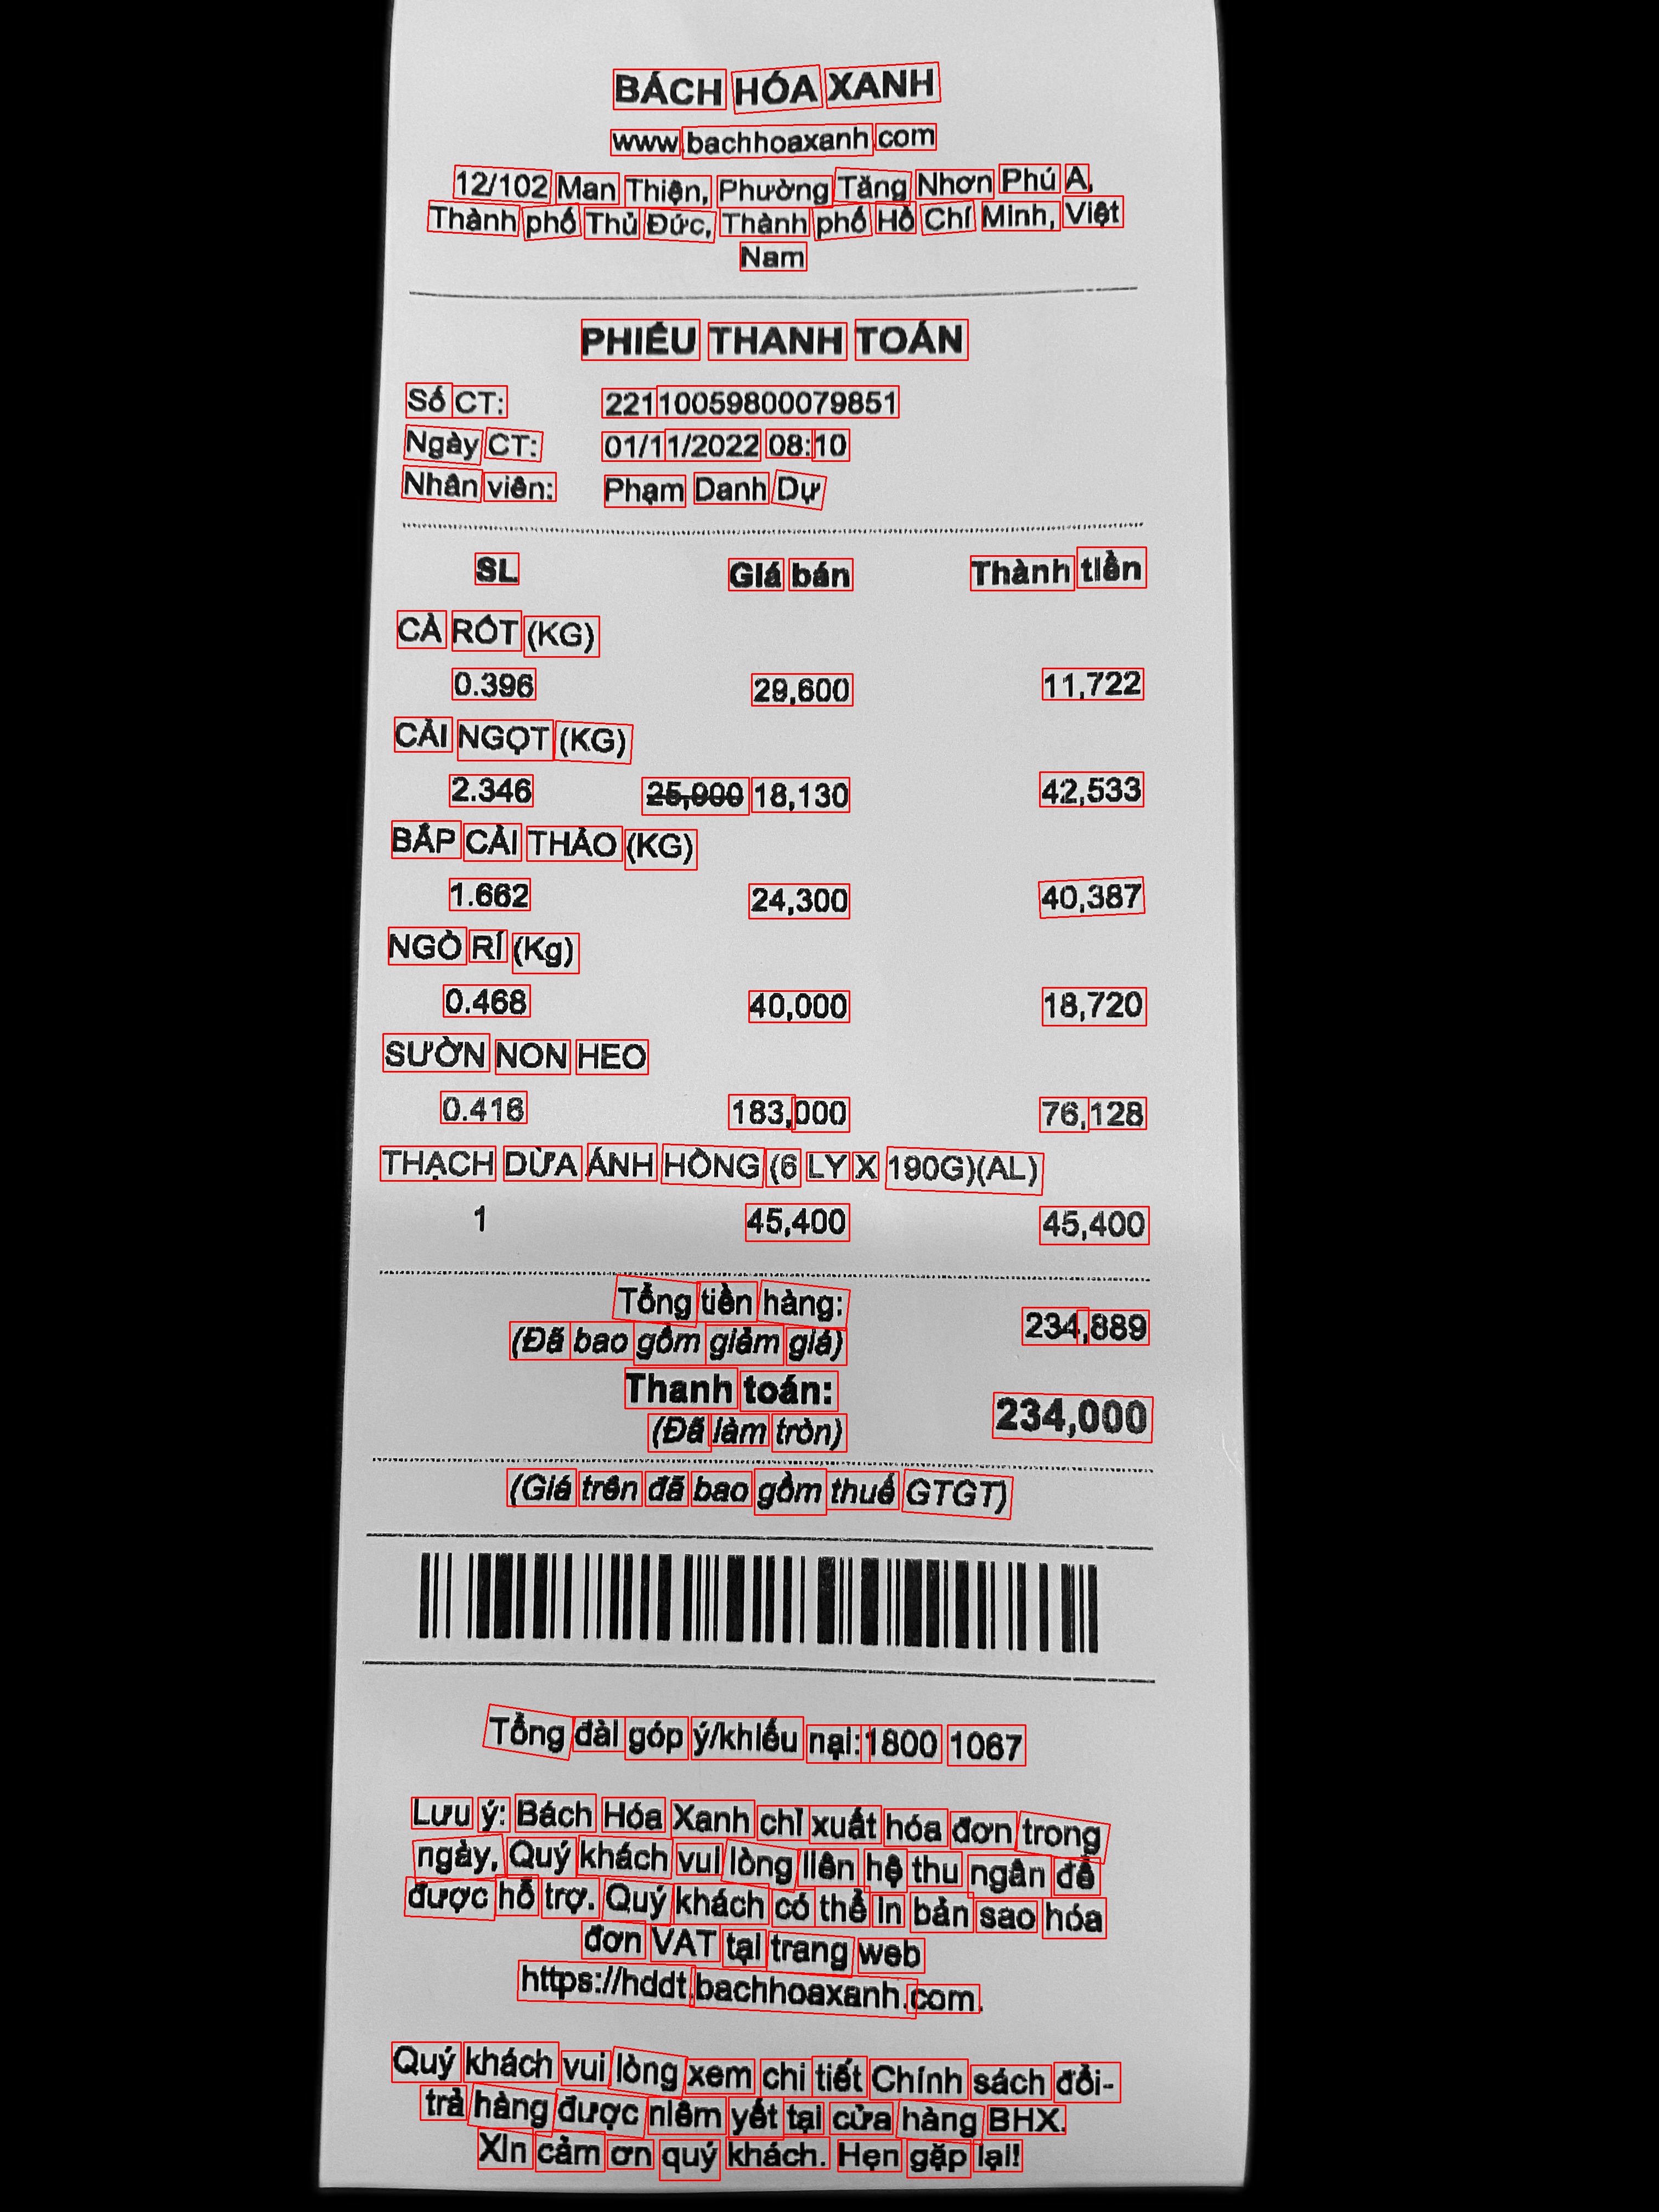 BÁCH HÓA XANH
www.bachhoaxanh.com
12/102 Man Thiện, Phường Tăng Nhơn Phú A,
Thành phố Thủ Đức, Thành phố Hồ Chí Minh, Việt
Nam
PHIẾU THANH TOÁN
Số CT: 22110059800079851
Ngày CT: 01/11/2022 08:10
Nhân viên: Phạm Danh Dự
SL Giá bán Thành tiền
CÀ RỐT (KG)
0.396 29,600 11,722
CẢI NGỌT (KG)
2.346 25,900 18,130 42,533
BẮP CẢI THẢO (KG)
1.662 24,300 40,387
NGÒ RÍ (Kg)
0.468 40,000 18,720
SƯỜN NON HEO
0.416 183,000 76,128
THẠCH DỪA ÁNH HỒNG (6 LY X 190G)(AL)
1 45,400 45,400
Tổng tiền hàng: 234,889
(Đã bao gồm giảm giá)
Thanh toán: 234,000
(Đã làm tròn)
(Giá trên đã bao gồm thuế GTGT)
Tổng đài góp ý/khiếu nại:1800 1067
Lưu ý: Bách Hóa Xanh chỉ xuất hóa đơn trong
ngày, Quý khách vui lòng liên hệ thu ngân để
được hỗ trợ. Quý khách có thể in bản sao hóa
đơn VAT tại trang web
https://hddt.bachhoaxanh.com.
Quý khách vui lòng xem chi tiết Chính sách đổi-
trả hàng được niêm yết tại cửa hàng BHX.
Xin cảm ơn quý khách. Hẹn gặp lại!